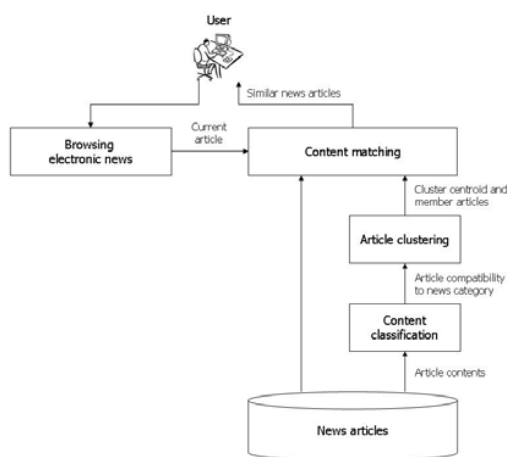 User
Similar news articles
Browsing
electronic news
Current
article
Content matching
Cluster centroid and
member articles
Article clustering
Article compatibility
to news category
Content
classification
Article contents
News articles